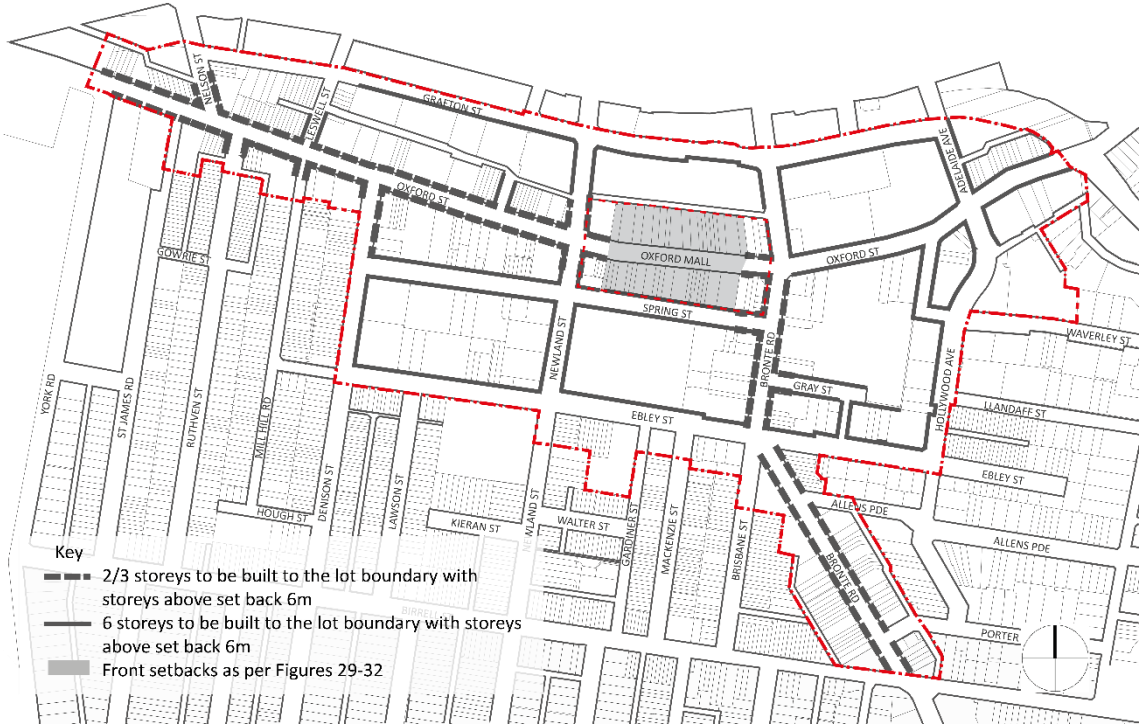 NELSON ST
LESWELL ST
GRAFTON ST
ADELAIDE AVE
OXFORD ST
OXFORD MALL
OXFORD ST
GOWRIE ST
SPRING ST
NEWLAND ST
BRONTE RD
WAVERLEY ST
GRAY ST
HOLLYWOOD AVE
LLANDAFF ST
YORK RD
ST JAMES RD
RUTHVEN ST
MILL HILL RD
EBLEY ST
EBLEY ST
DENISON ST
LAWSON ST
HOUGH ST
KIERAN ST
NEWLAND ST
WALTER ST
GARDINER ST
MACKENZIE ST
BRISBANE ST
ALLENS PDE
ALLENS PDE
BRONTE RD
PORTER
Key
2/3 storeys to be built to the lot boundary with
storeys above set back 6m
6 storeys to be built to the lot boundary with storeys
above set back 6m
Front setbacks as per Figures 29-32